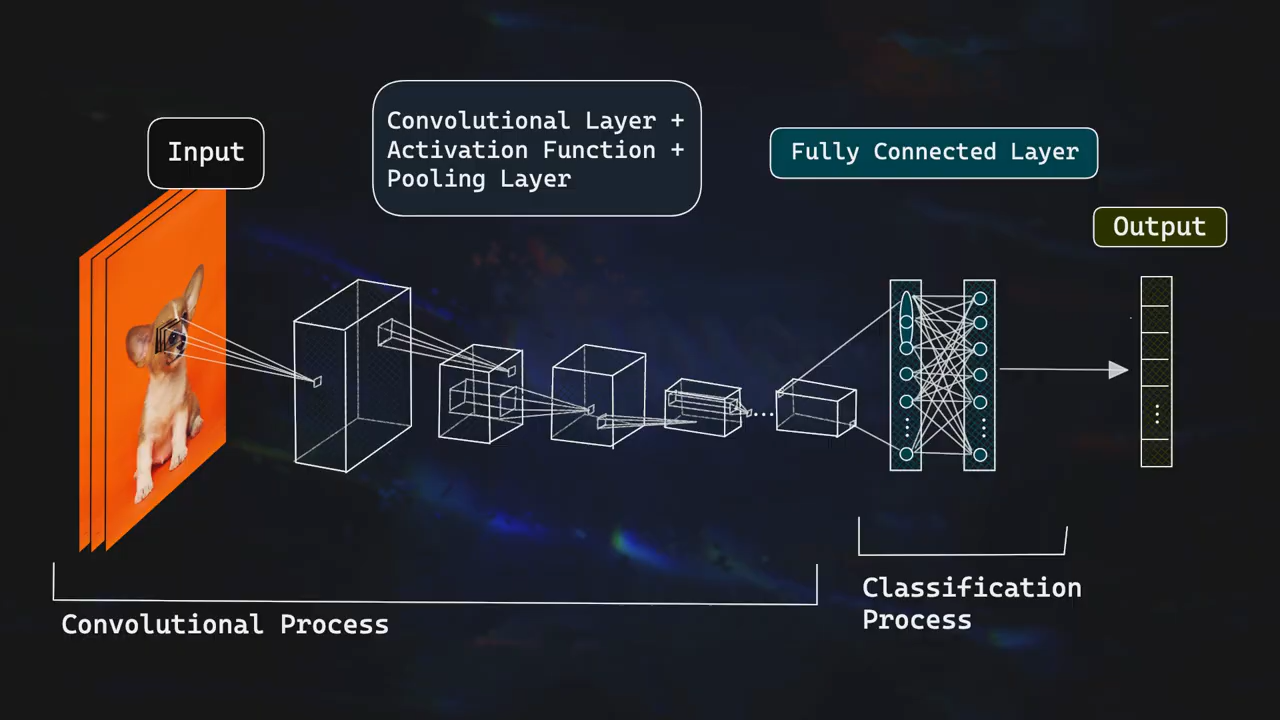 Input
Convolutional Layer +
Activation Function +
Pooling Layer
Fully Connected Layer
Output
Convolutional Process
Classification
Process